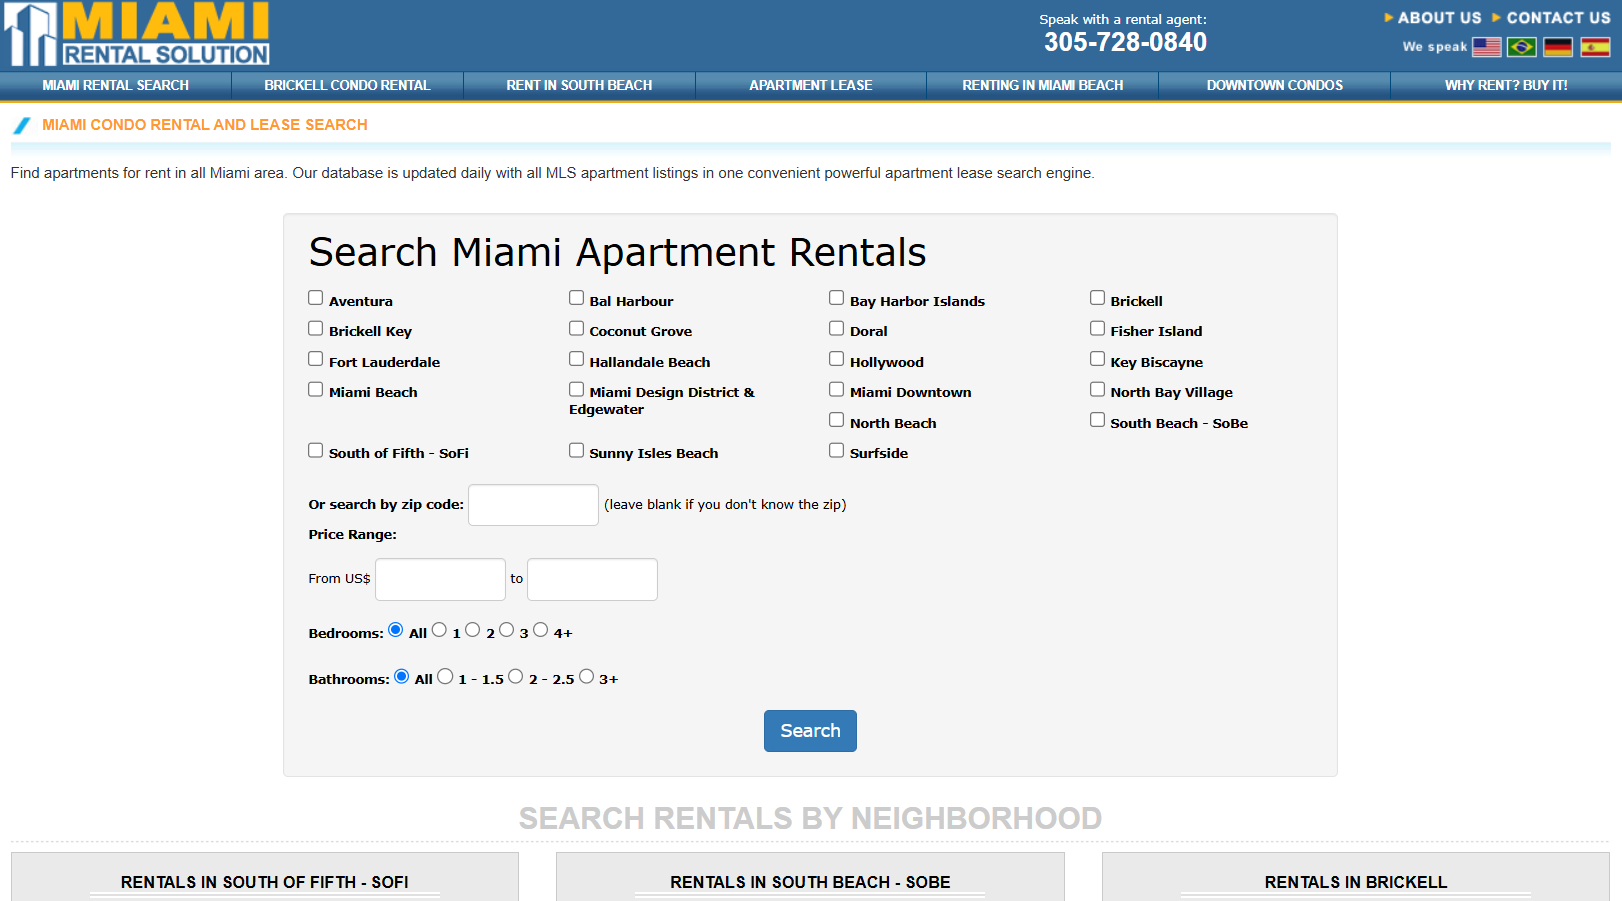 MIAMI
RENTAL SOLUTION
Speak with a rental agent:
305-728-0840
ABOUT US CONTACT US
We speak
MIAMI RENTAL SEARCH BRICKELL CONDO RENTAL RENT IN SOUTH BEACH APARTMENT LEASE RENTING IN MIAMI BEACH DOWNTOWN CONDOS WHY RENT? BUY IT!
MIAMI CONDO RENTAL AND LEASE SEARCH
Find apartments for rent in all Miami area. Our database is updated daily with all MLS apartment listings in one convenient powerful apartment lease search engine.
Search Miami Apartment Rentals
Aventura Bal Harbour Bay Harbor Islands Brickell
Brickell Key Coconut Grove Doral Fisher Island
Fort Lauderdale Hallandale Beach Hollywood Key Biscayne
Miami Beach Miami Design District & Miami Downtown North Bay Village
Edgewater
North Beach South Beach - SoBe
South of Fifth - SoFi Sunny Isles Beach Surfside
Or search by zip code: (leave blank if you don't know the zip)
Price Range:
From US$ to
Bedrooms: All 1 2 3 4+
Bathrooms: All 1 - 1.5 2 - 2.5 3+
Search
SEARCH RENTALS BY NEIGHBORHOOD
RENTALS IN SOUTH OF FIFTH - SOFI RENTALS IN SOUTH BEACH - SOBE RENTALS IN BRICKELL